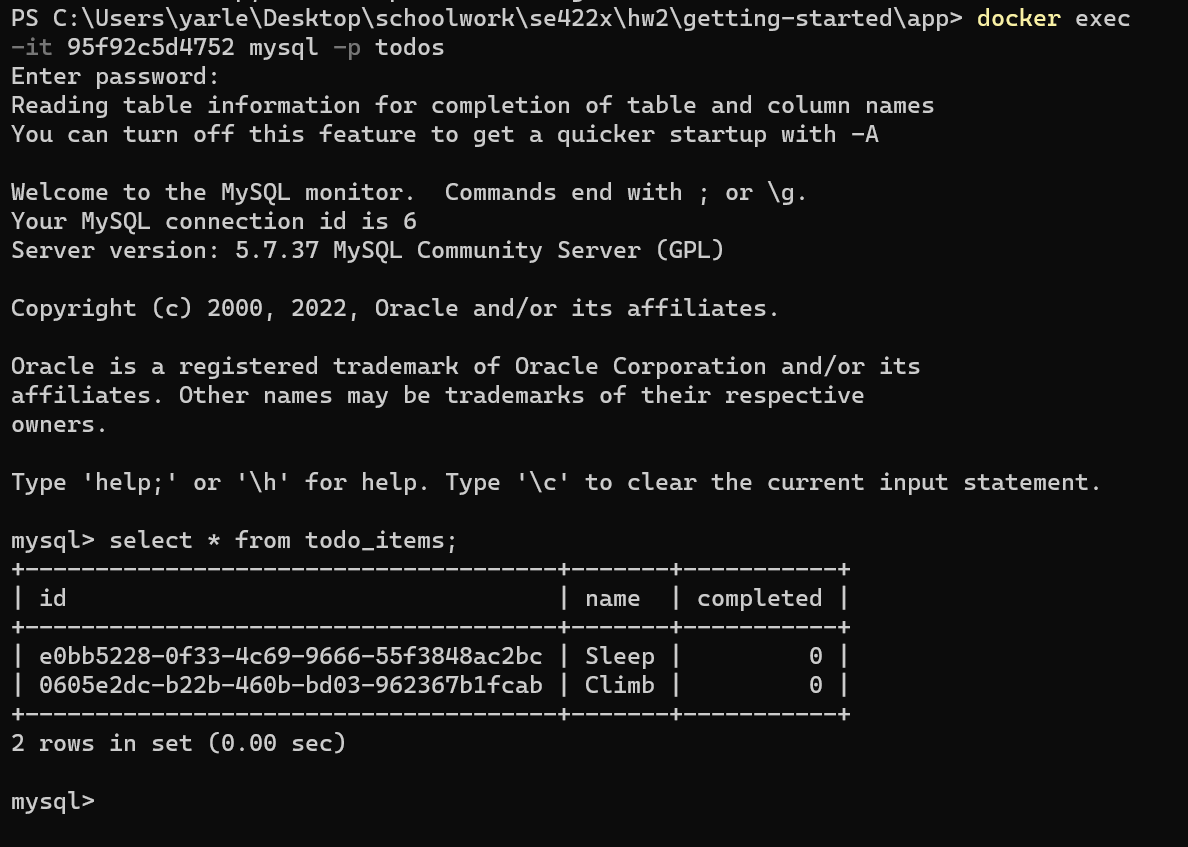 PS C:\Users\yarle\Desktop\schoolwork\se422x\hw2\getting-started\app> docker exec
-it 95f92c5d4752 mysql -p todos
Enter password:
Reading table information for completion of table and column names
You can turn off this feature to get a quicker startup with -A
Welcome to the MySQL monitor.  Commands end with ; or \g.
Your MySQL connection id is 6
Server version: 5.7.37 MySQL Community Server (GPL)
Copyright (c) 2000, 2022, Oracle and/or its affiliates.
Oracle is a registered trademark of Oracle Corporation and/or its
affiliates. Other names may be trademarks of their respective
owners.
Type 'help;' or '\h' for help. Type '\c' to clear the current input statement.
mysql> select * from todo_items;
+--------------------------------------+-------+-----------+
| id                                   | name  | completed |
+--------------------------------------+-------+-----------+
| e0bb5228-0f33-4c69-9666-55f3848ac2bc | Sleep |         0 |
| 0605e2dc-b22b-460b-bd03-962367b1fcab | Climb |         0 |
+--------------------------------------+-------+-----------+
2 rows in set (0.00 sec)
mysql>